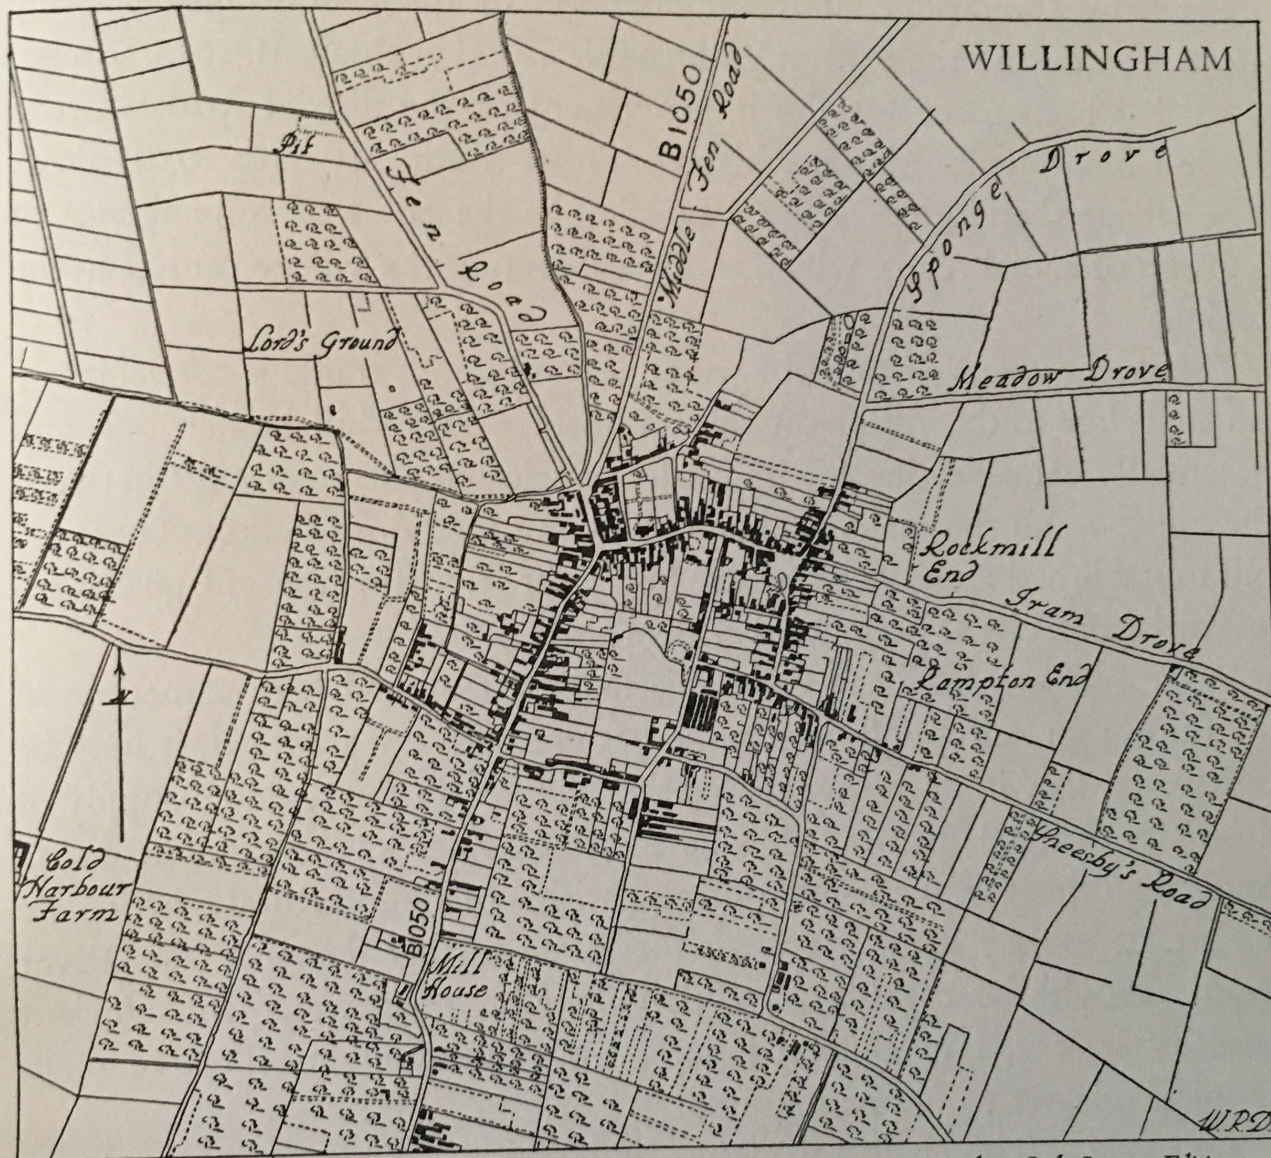 WILLINGHAM
B1050
Middle Fen Road
Pit
Fen Road
Sponge Drove
Lord's Ground
Meadow Drove
Rockmill
End
Iram Drove
Rampton End
N
Cold
Harbour
Farm
Cheesby's Road
B1050
Mill
House
W.R.D.